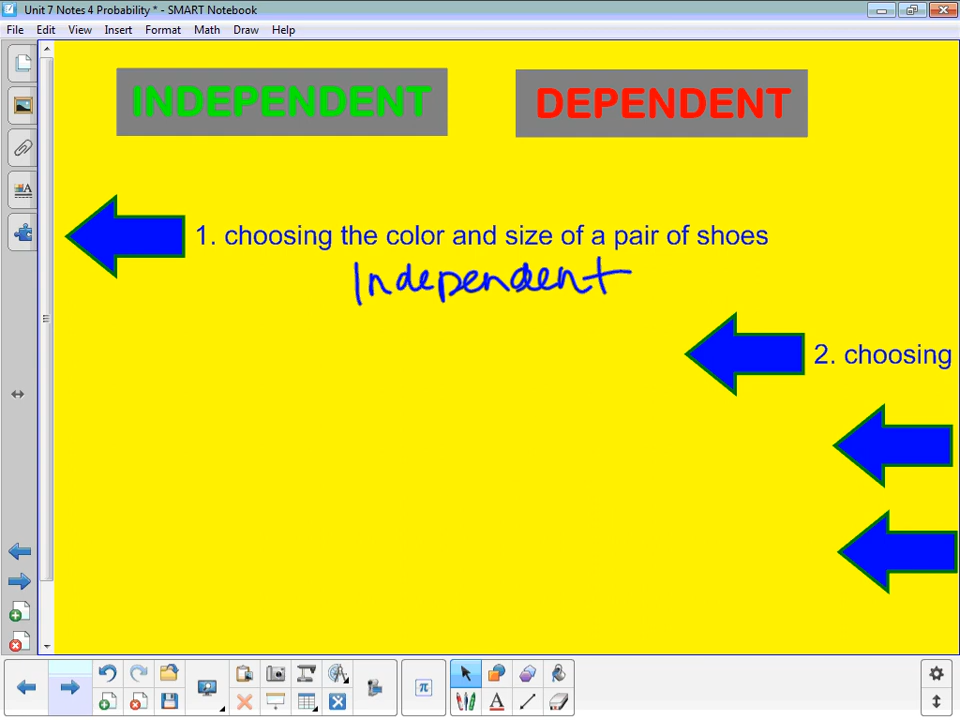 Unit 7 Notes 4 Probability * - SMART Notebook
File Edit View Insert Format Math Draw Help
INDEPENDENT DEPENDENT
1. choosing the color and size of a pair of shoes
Independent
2. choosing